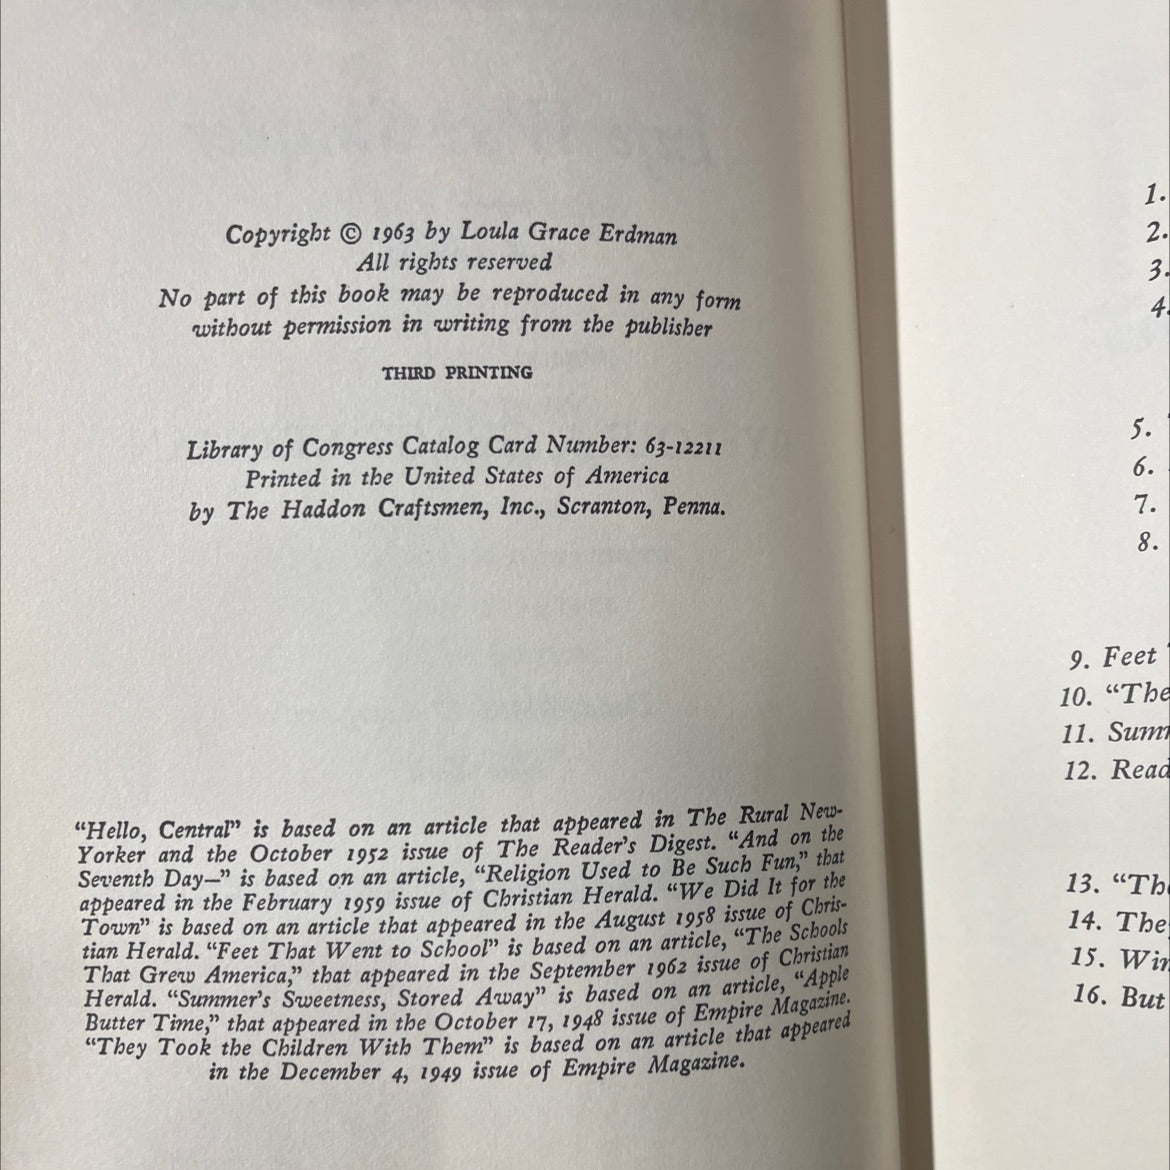 Copyright © 1963 by Loula Grace Erdman
All rights reserved
No part of this book may be reproduced in any form
without permission in writing from the publisher
THIRD PRINTING
Library of Congress Catalog Card Number: 63-12211
Printed in the United States of America
by The Haddon Craftsmen, Inc., Scranton, Penna.
"Hello, Central" is based on an article that appeared in The Rural New-
Yorker and the October 1952 issue of The Reader's Digest. "And on the
Seventh Day—" is based on an article, "Religion Used to Be Such Fun," that
appeared in the February 1959 issue of Christian Herald. "We Did It for the
Town" is based on an article that appeared in the August 1958 issue of Chris-
tian Herald. "Feet That Went to School" is based on an article, "The Schools
That Grew America," that appeared in the September 1962 issue of Christian
Herald. "Summer's Sweetness, Stored Away" is based on an article, "Apple
Butter Time," that appeared in the October 17, 1948 issue of Empire Magazine.
"They Took the Children With Them" is based on an article that appeared
in the December 4, 1949 issue of Empire Magazine.
1.
2.
3.
4.
5.
6.
7.
8.
9. Feet
10. "The
11. Summ
12. Read
13. "Th
14. The
15. Win
16. But